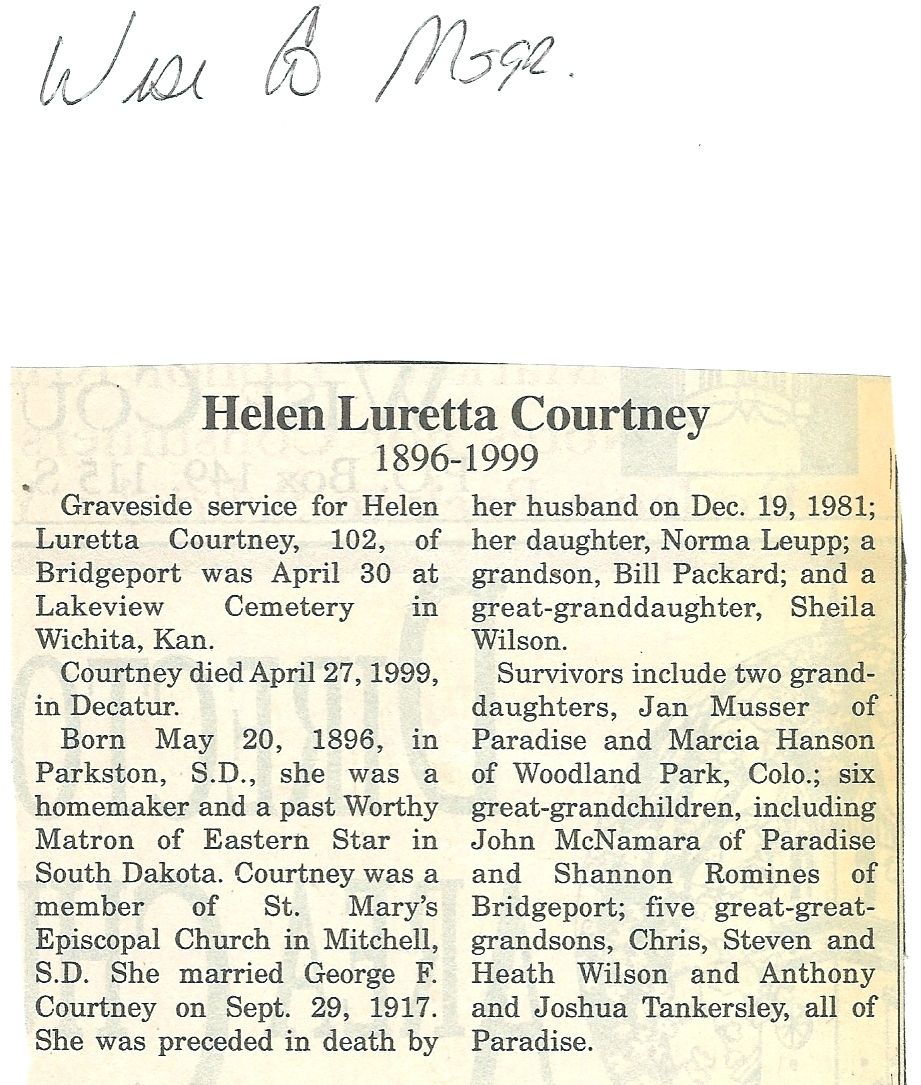 Wise Co Msgr.
Helen Luretta Courtney
1896-1999
Graveside service for Helen
Luretta Courtney, 102, of
Bridgeport was April 30 at
Lakeview Cemetery in
Wichita, Kan.
Courtney died April 27, 1999,
in Decatur.
Born May 20, 1896, in
Parkston, S.D., she was a
homemaker and a past Worthy
Matron of Eastern Star in
South Dakota. Courtney was a
member of St. Mary's
Episcopal Church in Mitchell,
S.D. She married George F.
Courtney on Sept. 29, 1917.
She was preceded in death by
her husband on Dec. 19, 1981;
her daughter, Norma Leupp; a
grandson, Bill Packard; and a
great-granddaughter, Sheila
Wilson.
Survivors include two grand-
daughters, Jan Musser of
Paradise and Marcia Hanson
of Woodland Park, Colo.; six
great-grandchildren, including
John McNamara of Paradise
and Shannon Romines of
Bridgeport; five great-great-
grandsons, Chris, Steven and
Heath Wilson and Anthony
and Joshua Tankersley, all of
Paradise.